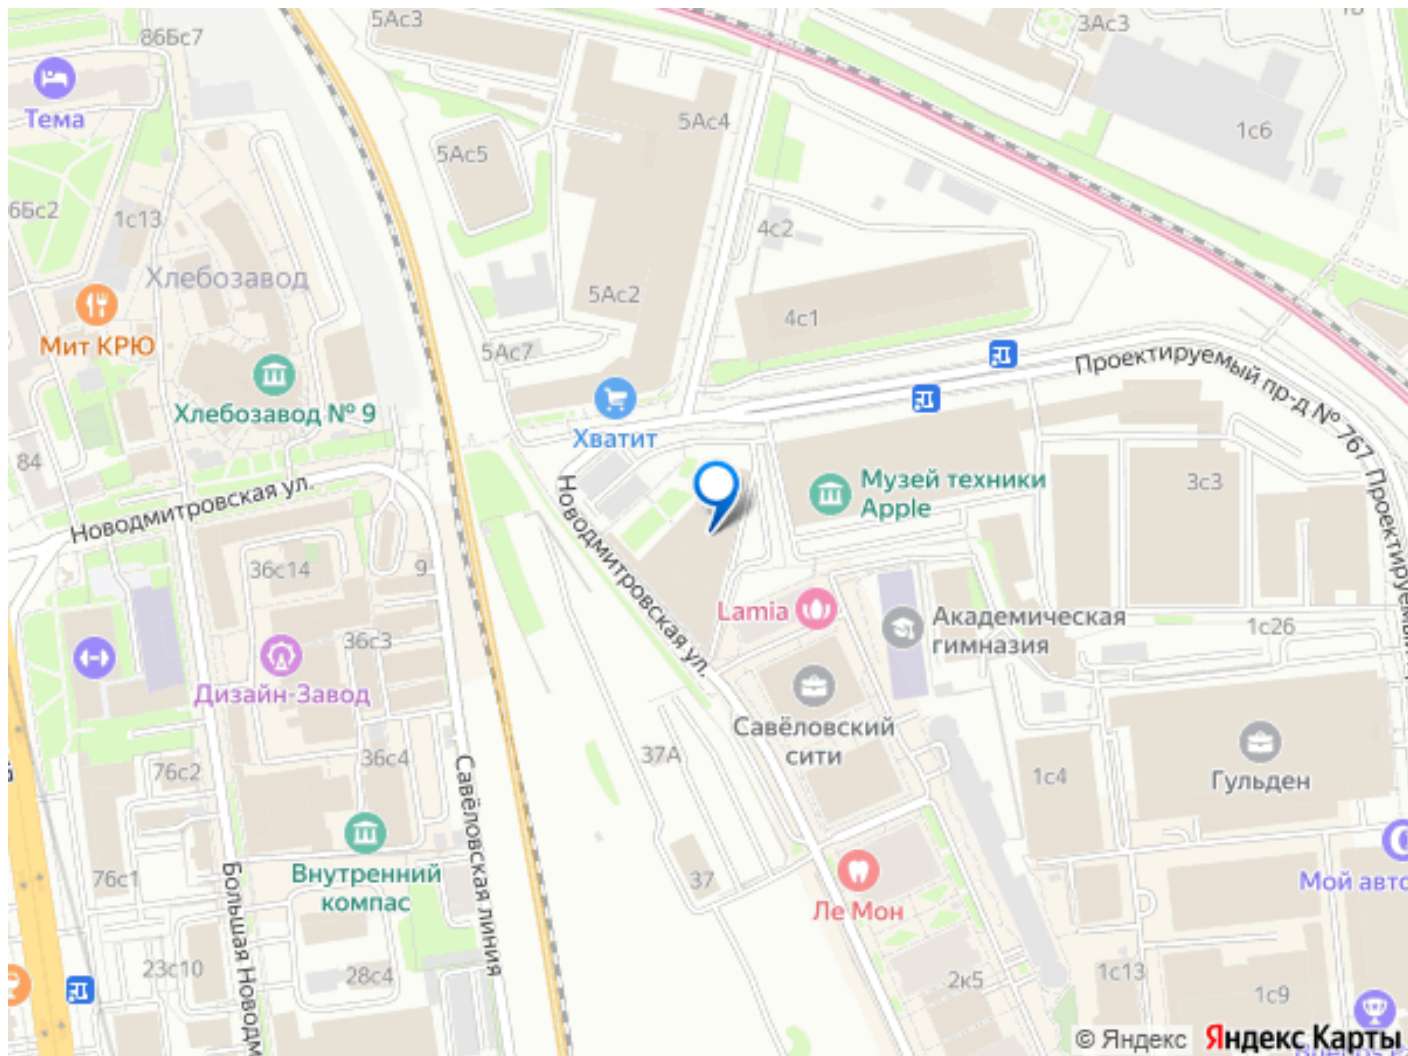 5Ас3
86Бс7
3Ас3
Тема
5Ас4
1с6
5Ас5
6Бс2
1с13
4с2
Хлебозавод
5Ас2
4с1
Мит КРЮ
5Ас7
Проектируемый пр-д № 767
Хлебозавод № 9
Хватит
84
Новодмитровская ул.
Музей техники
Apple
3с3
Новодмитровская ул.
Проектируемый
36с14
9
Lamia
Академическая
гимназия
1с26
36с3
Дизайн-Завод
Савёловский
сити
37А
36с4
76с2
1с4
Гульден
Савёловская линия
Внутренний
компас
76с1
37
Ле Мон
Мой авто
Большая Новодм
23с10
28с4
2к5
1с13
1с9
© Яндекс
Яндекс Карты